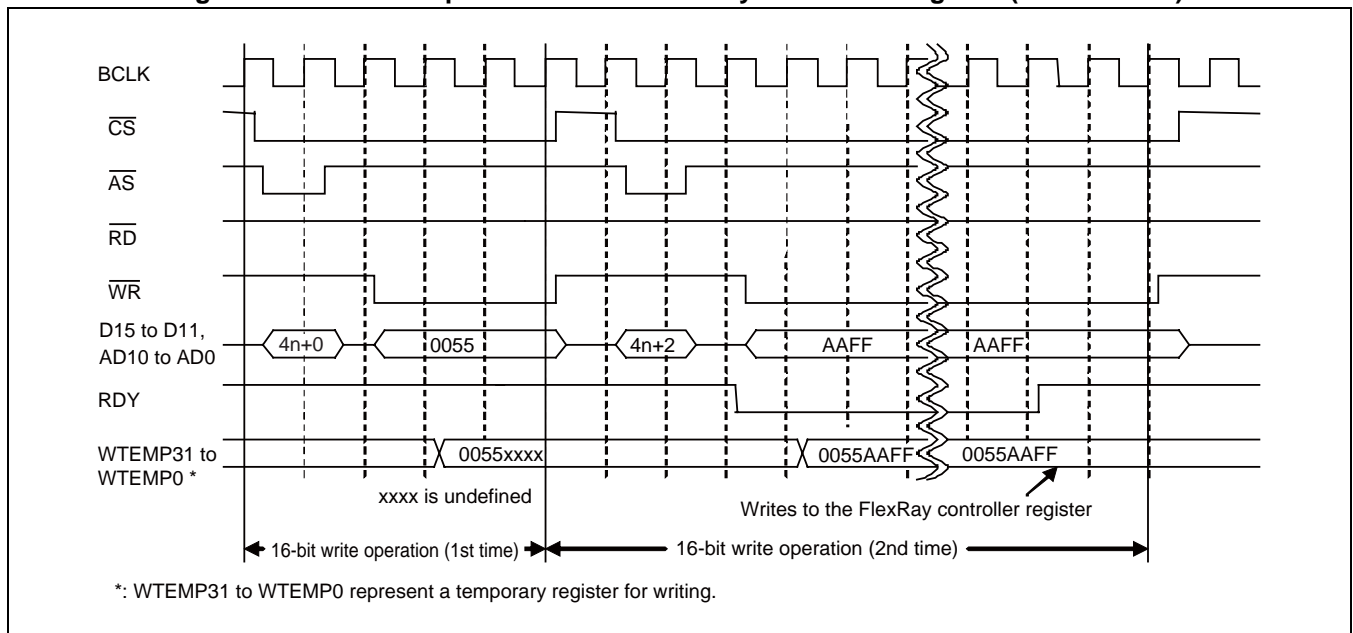 BCLK
CS
AS
RD
WR
D15 to D11,
AD10 to AD0
4n+0
0055
4n+2
AAFF
AAFF
RDY
WTEMP31 to
WTEMP0 *
0055xxxx
0055AAFF
0055AAFF
xxxx is undefined
Writes to the FlexRay controller register
16-bit write operation (1st time)
16-bit write operation (2nd time)
*: WTEMP31 to WTEMP0 represent a temporary register for writing.